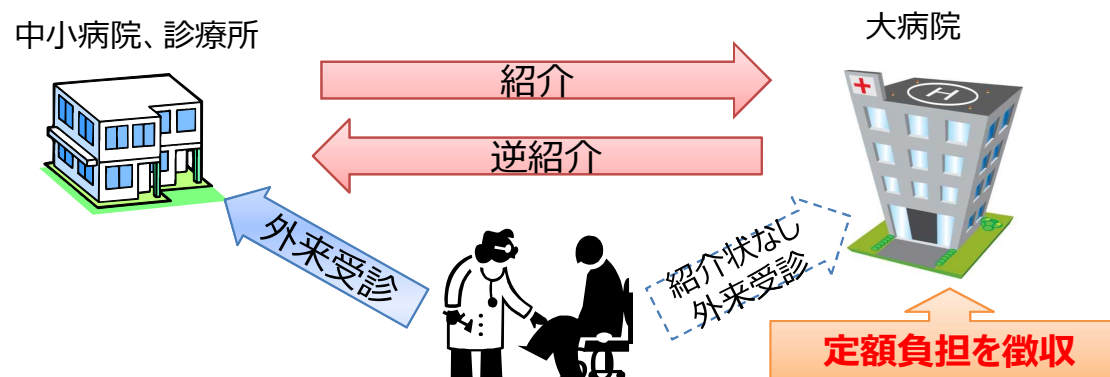 中小病院、診療所
大病院
紹介
逆紹介
外来受診
紹介状なし
外来受診
定額負担を徴収
H